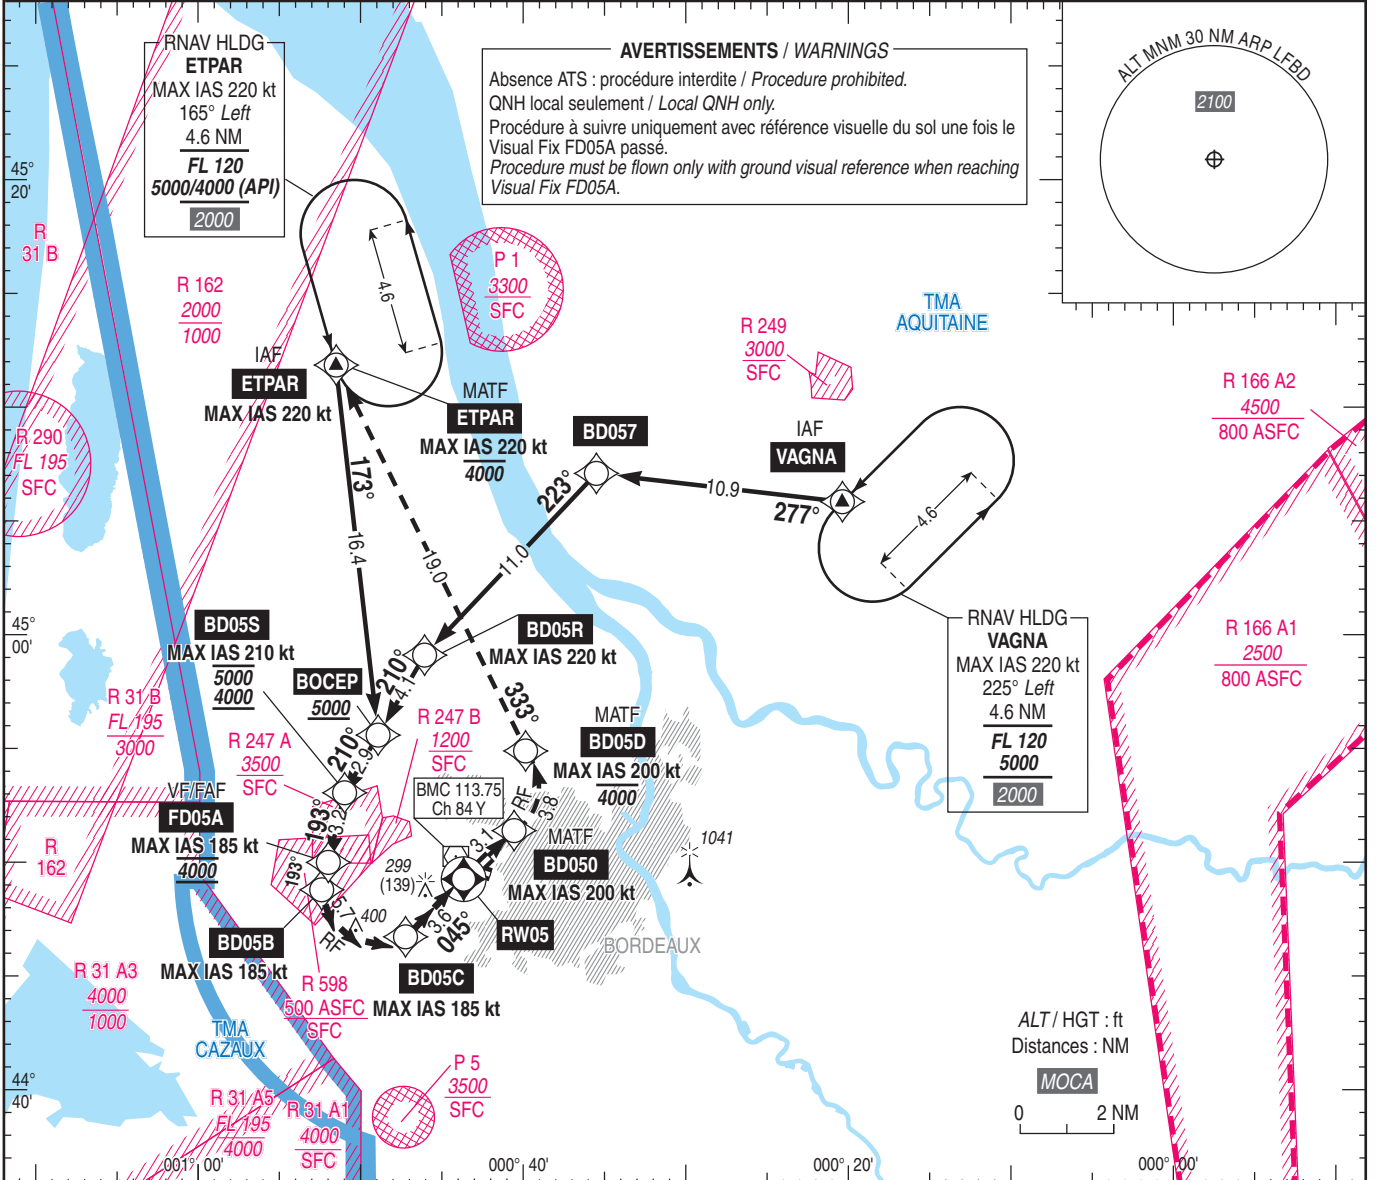 RNAV HLDG
ETPAR
MAX IAS 220 kt
165° Left
4.6 NM
FL 120
5000/4000 (API)
2000
AVERTISSEMENTS / WARNINGS
Absence ATS : procédure interdite / Procedure prohibited.
QNH local seulement / Local QNH only.
Procédure à suivre uniquement avec référence visuelle du sol une fois le
Visual Fix FD05A passé.
Procedure must be flown only with ground visual reference when reaching
Visual Fix FD05A.
ALT MNM 30 NM ARP LFBD
2100
45°
20'
R
31 B
R 162
2000
1000
4.6
P 1
3300
SFC
TMA
AQUITAINE
R 249
3000
SFC
IAF
ETPAR
MAX IAS 220 kt
MATF
ETPAR
MAX IAS 220 kt
4000
R 166 A2
4500
800 ASFC
R 290
FL 195
SFC
BD057
IAF
VAGNA
173°
223°
10.9
277°
4.6
16.4
19.0
11.0
45°
00'
BD05S
MAX IAS 210 kt
5000
4000
BD05R
MAX IAS 220 kt
RNAV HLDG
VAGNA
MAX IAS 220 kt
225° Left
4.6 NM
FL 120
5000
2000
R 166 A1
2500
800 ASFC
BOCEP
5000
210°
4.1
333°
R 31 B
FL 195
3000
R 247 A
3500
SFC
210°
2.9
R 247 B
1200
SFC
MATF
BD05D
MAX IAS 200 kt
4000
BMC 113.75
Ch 84 Y
RF
3.8
VF/FAF
FD05A
MAX IAS 185 kt
4000
193°
3.2
3.1
MATF
BD050
MAX IAS 200 kt
1041
R
162
193°
299
(139)
5.7
400
RF
3.6
045°
RW05
BORDEAUX
BD05B
MAX IAS 185 kt
BD05C
MAX IAS 185 kt
R 31 A3
4000
1000
R 598
500 ASFC
SFC
TMA
CAZAUX
ALT / HGT : ft
Distances : NM
MOCA
0 2 NM
44°
40'
P 5
3500
SFC
R 31 A5
FL 195
4000
R 31 A1
4000
SFC
001° 00'
000° 40'
000° 20'
000° 00'